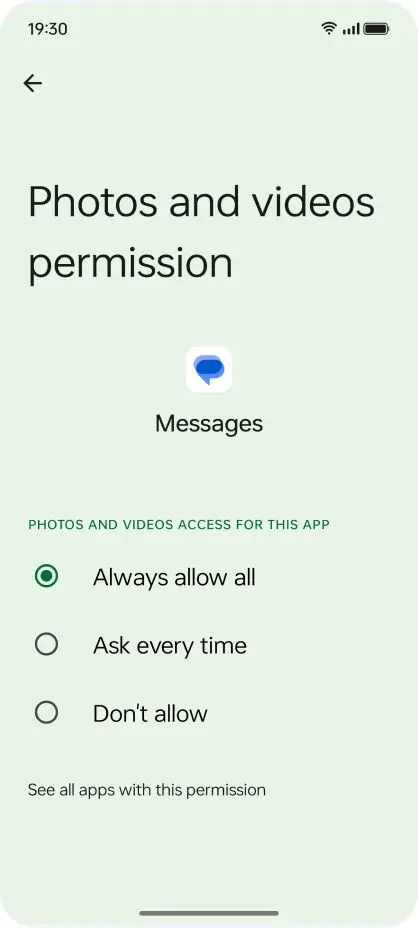 19:30
Photos and videos
permission
Messages
PHOTOS AND VIDEOS ACCESS FOR THIS APP
Always allow all
Ask every time
Don't allow
See all apps with this permission